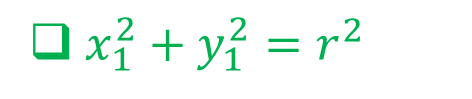 ❑ x₁² + y₁² = r²